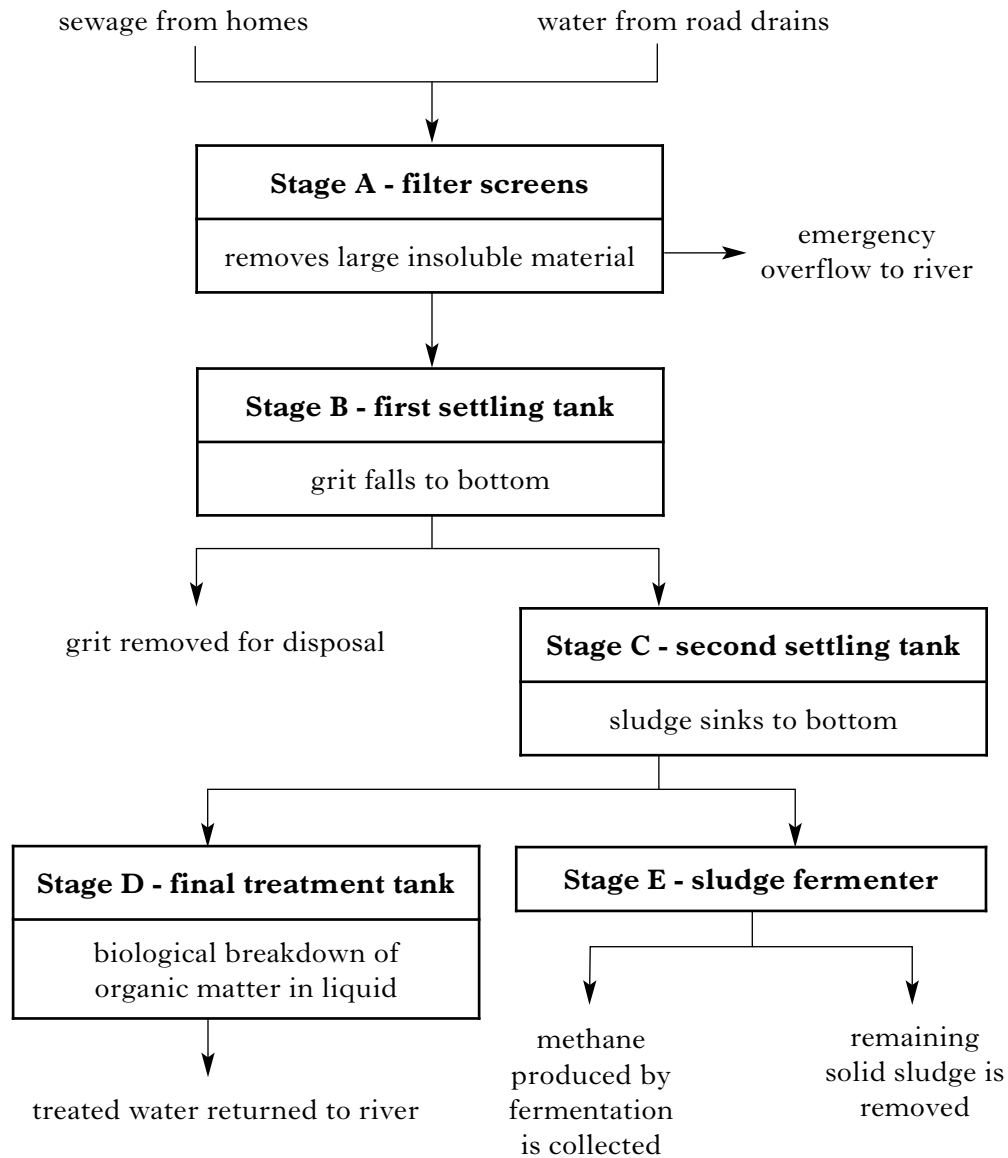 sewage from homes
water from road drains
Stage A - filter screens
removes large insoluble material
emergency
overflow to river
Stage B - first settling tank
grit falls to bottom
grit removed for disposal
Stage C - second settling tank
sludge sinks to bottom
Stage D - final treatment tank
biological breakdown of
organic matter in liquid
treated water returned to river
Stage E - sludge fermenter
methane
produced by
fermentation
is collected
remaining
solid sludge is
removed